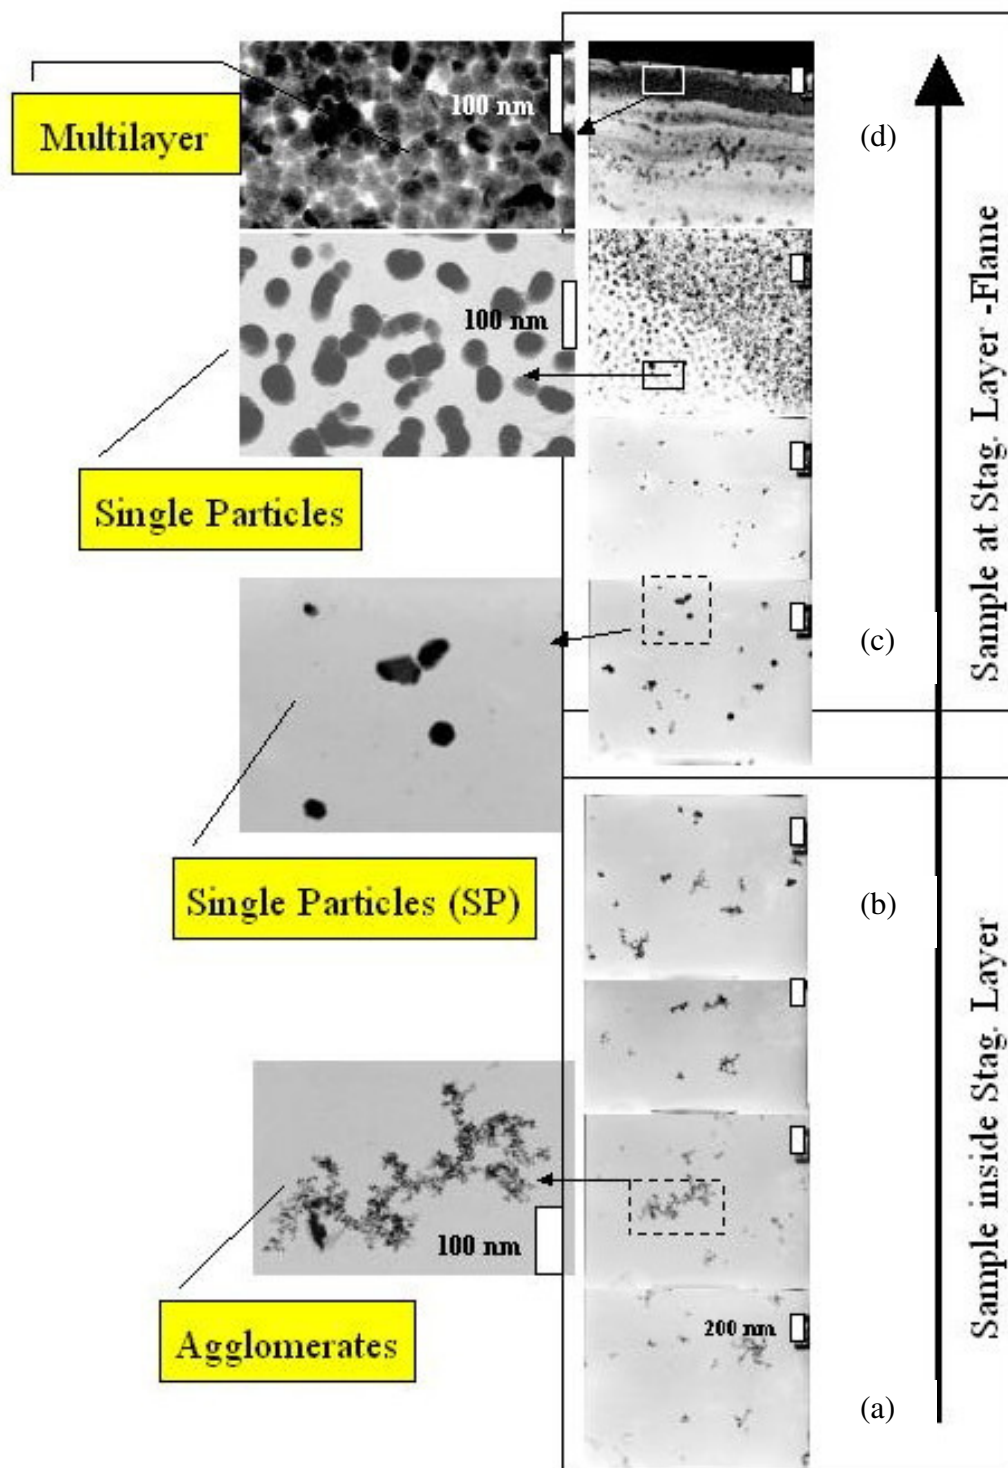 100 nm
(d)
Multilayer
Sample at Stag. Layer -Flame
100 nm
Single Particles
(c)
Single Particles (SP)
(b)
Sample inside Stag. Layer
100 nm
200 nm
Agglomerates
(a)